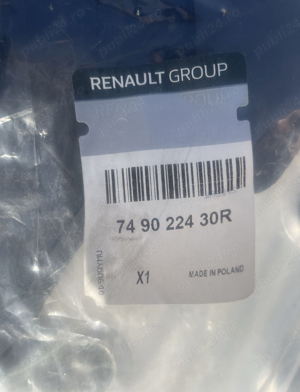 RENAULT GROUP
74 90 224 30R
X1
MADE IN POLAND